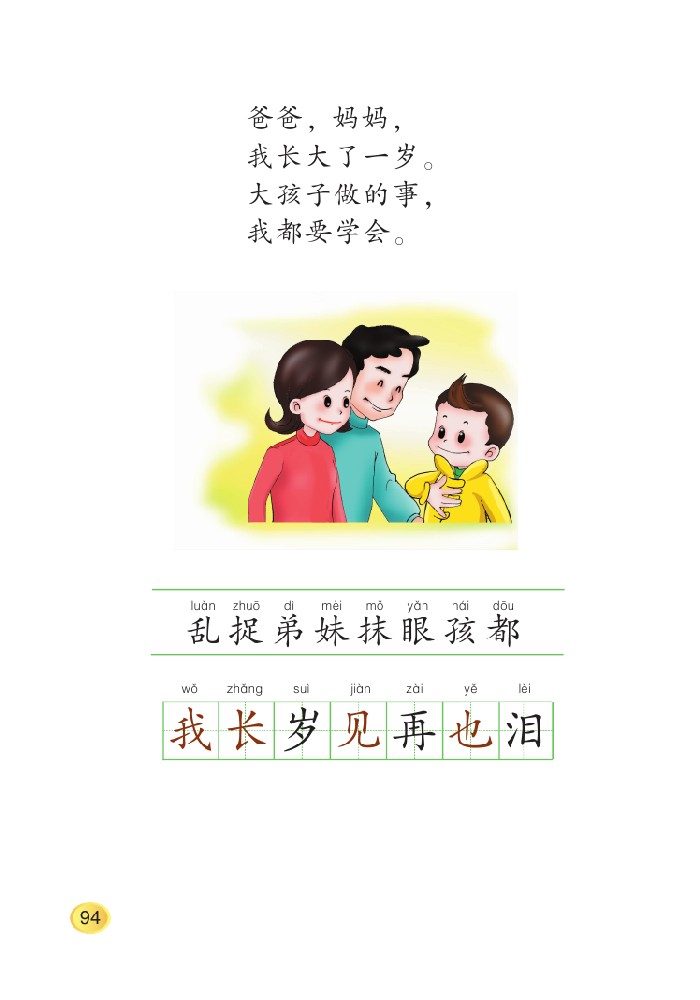 爸爸，妈妈，
我长大了一岁。
大孩子做的事，
我都要学会。
luàn zhuō dì mèi mǒ yǎn hái dōu
乱 捉 弟 妹 抹 眼 孩 都
wǒ zhǎng suì jiàn zài yě lèi
我 长 岁 见 再 也 泪
94